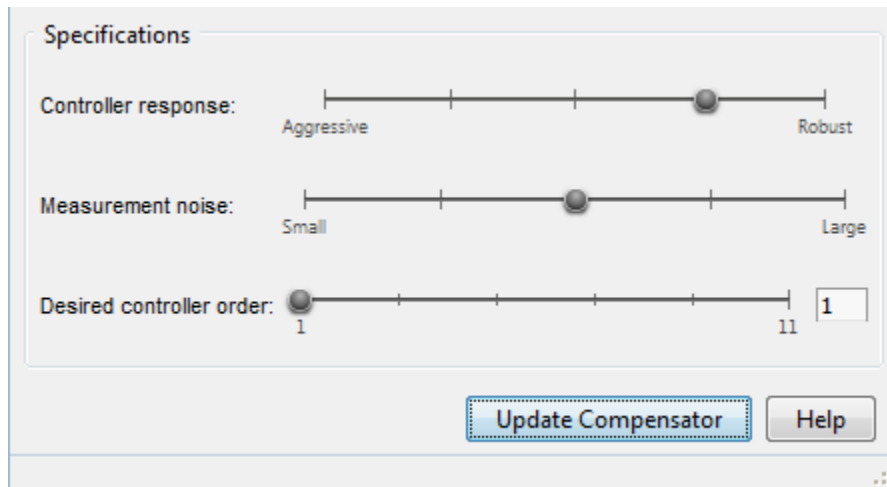 Specifications
Controller response:
Aggressive Robust
Measurement noise:
Small Large
Desired controller order: 1
1 11
Update Compensator Help